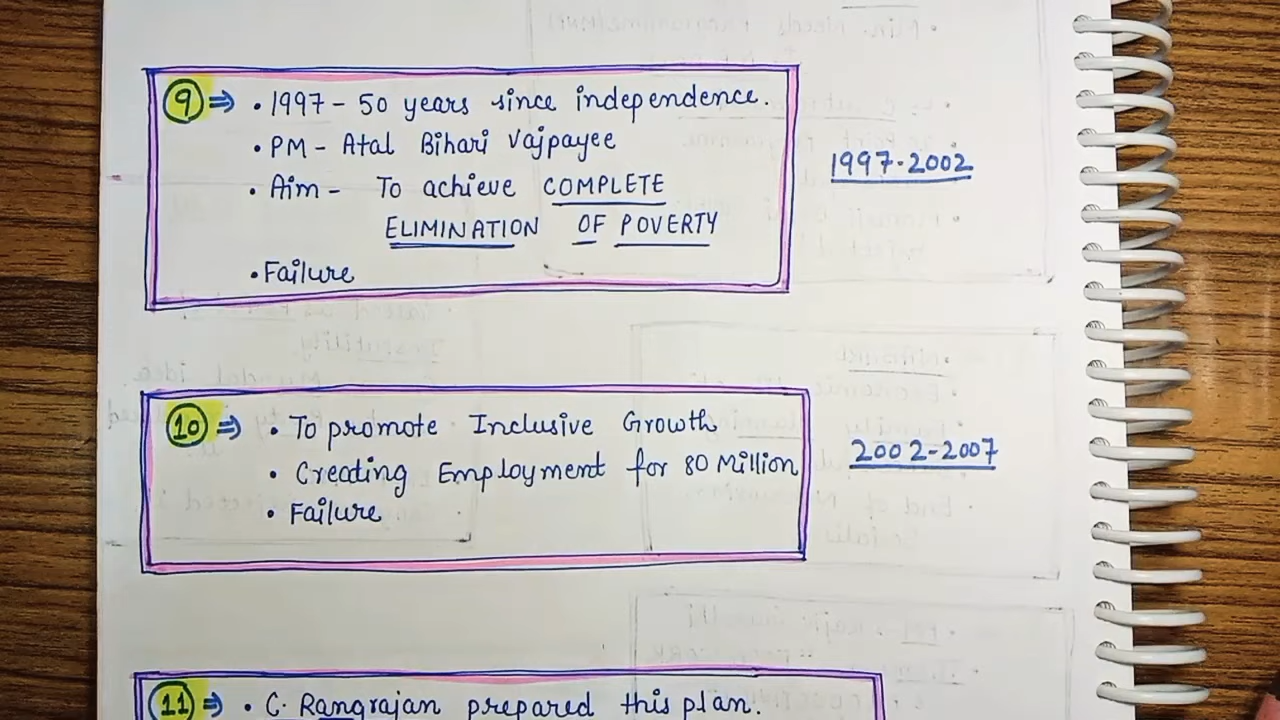 9 ⇒ • 1997 - 50 years since independence.
• PM - Atal Bihari Vajpayee
1997-2002
• Aim - To achieve COMPLETE
ELIMINATION OF POVERTY
• Failure
10 ⇒ • To promote Inclusive Growth
2002-2007
• Creating Employment for 80 Million
• Failure
11 ⇒ • C. Rangrajan prepared this plan.